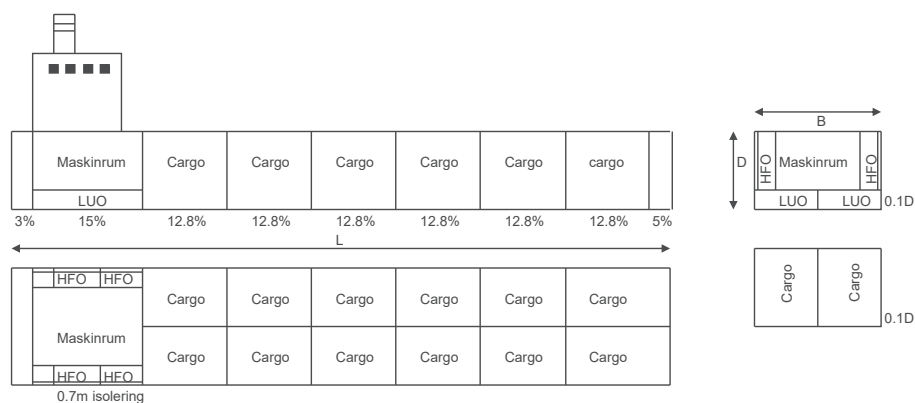 Maskinrum Cargo Cargo Cargo Cargo Cargo cargo
LUO
3% 15% 12.8% 12.8% 12.8% 12.8% 12.8% 12.8% 5%
L
HFO HFO
Cargo Cargo Cargo Cargo Cargo Cargo
Maskinrum
Cargo Cargo Cargo Cargo Cargo Cargo
HFO HFO
0.7m isolering
B
D
HFO Maskinrum HFO
LUO LUO 0.1D
Cargo Cargo
0.1D